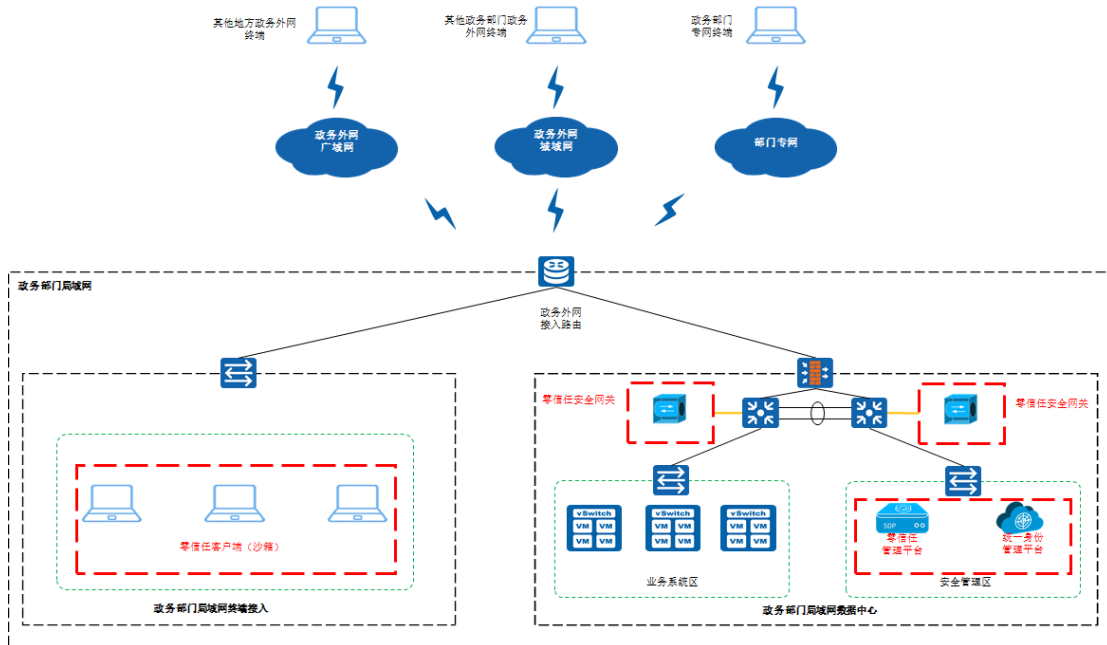 其他地方政务外网
终端
其他政务部门政务
外网终端
政务部门
专网终端
政务外网
广域网
政务外网
城域网
部门专网
政务部门局域网
政务外网
接入路由
零信任安全网关
零信任安全网关
零信任客户端（沙箱）
vSwitch
VM VM
VM VM
vSwitch
VM VM
VM VM
vSwitch
VM VM
VM VM
SDP
零信任
管理平台
统一身份
管理平台
业务系统区
安全管理区
政务部门局域网终端接入
政务部门局域网数据中心